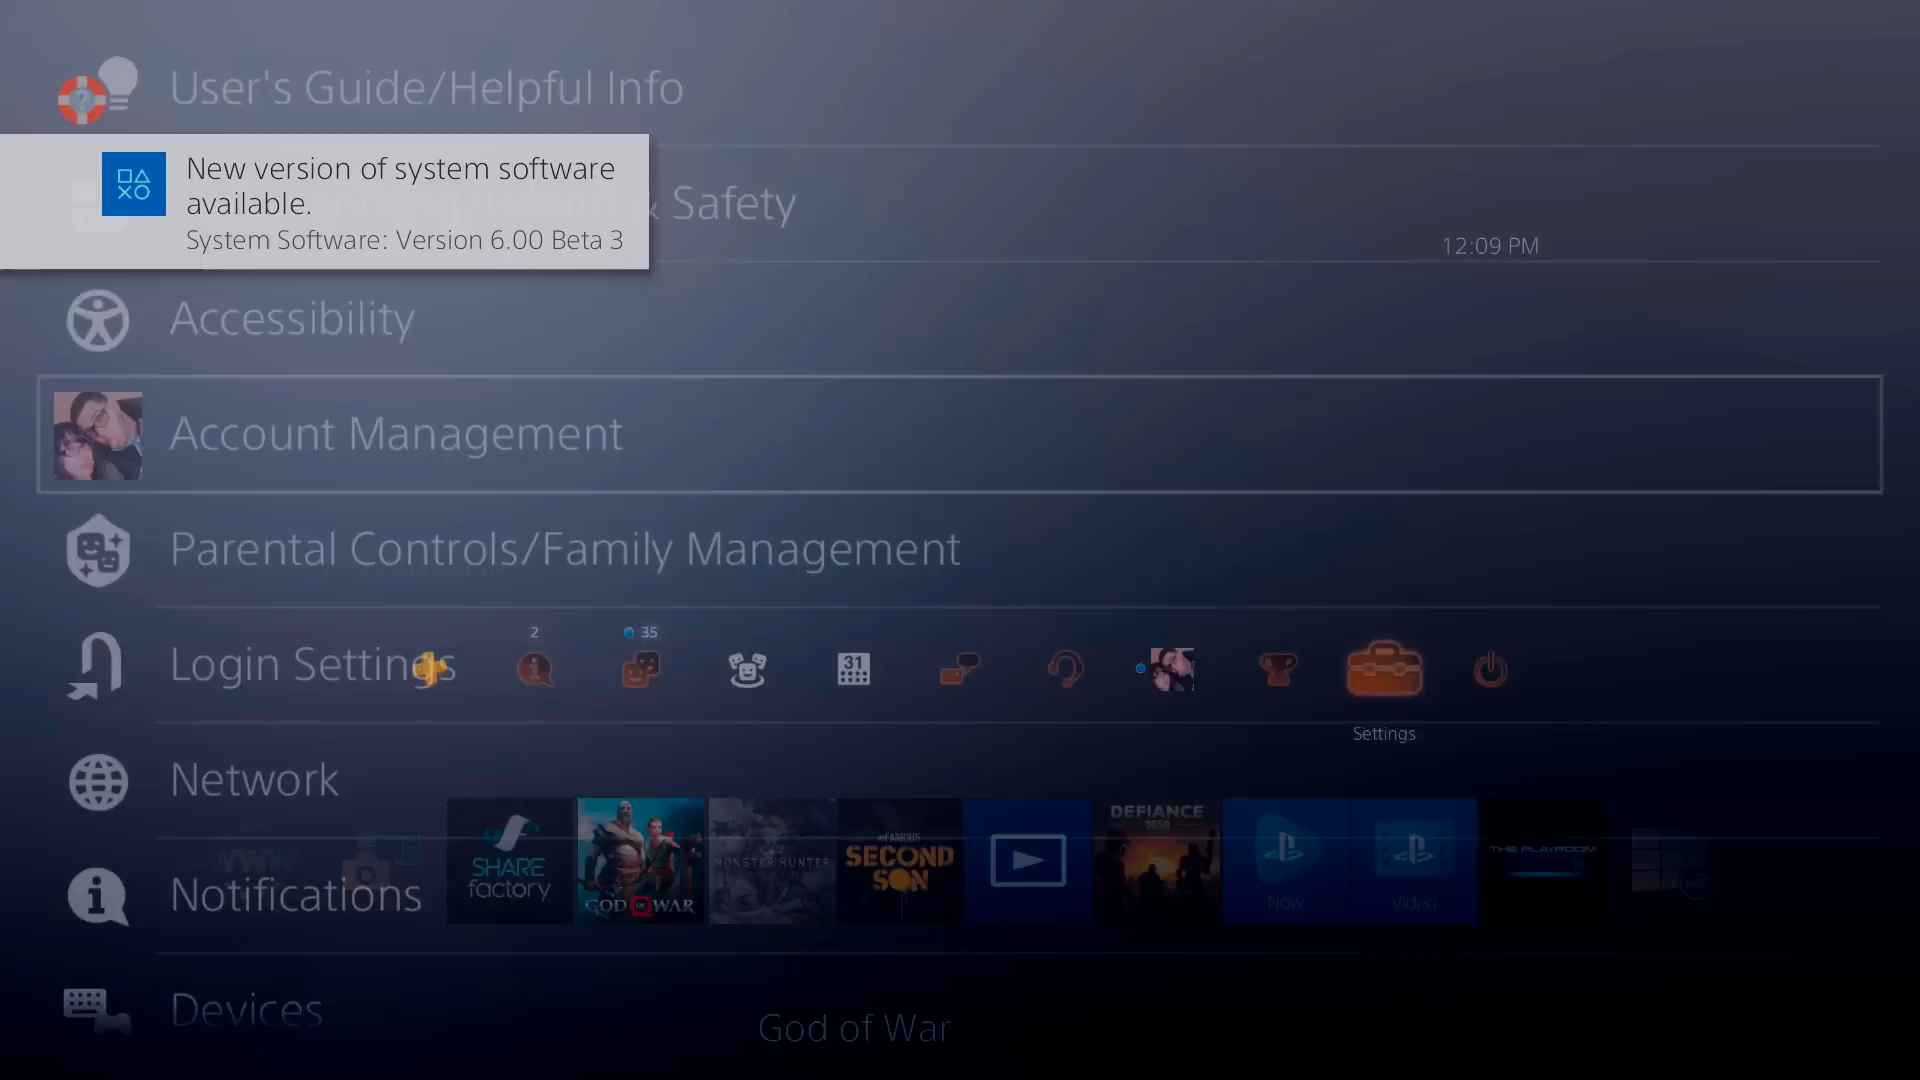 User's Guide/Helpful Info
New version of system software
available.
System Software: Version 6.00 Beta 3
& Safety
12:09 PM
Accessibility
Account Management
Parental Controls/Family Management
2
35
Login Settings
31
Settings
Network
DEFIANCE
2050
SHARE
factory
GOD OF WAR
MONSTER HUNTER
inFAMOUS
SECOND
SON
THE PLAYROOM
Now
Video
Notifications
Devices
God of War